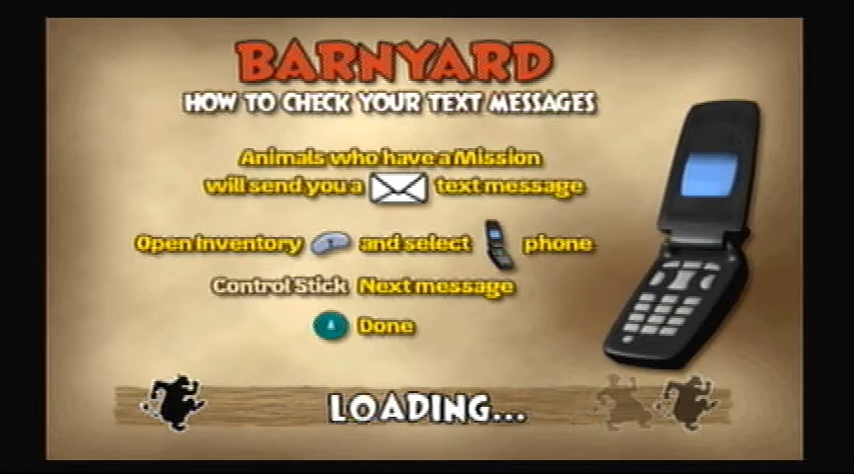 BARNYARD
HOW TO CHECK YOUR TEXT MESSAGES
Animals who have a Mission
will send you a text message
Open Inventory and select phone
Control Stick Next message
A Done
LOADING...